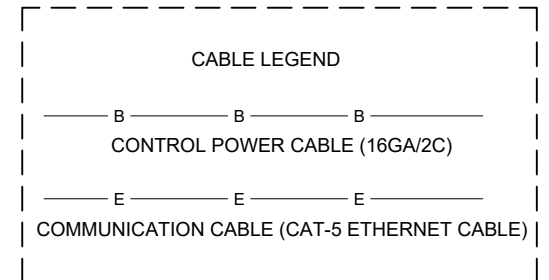 CABLE LEGEND
B B B
CONTROL POWER CABLE (16GA/2C)
E E E
COMMUNICATION CABLE (CAT-5 ETHERNET CABLE)